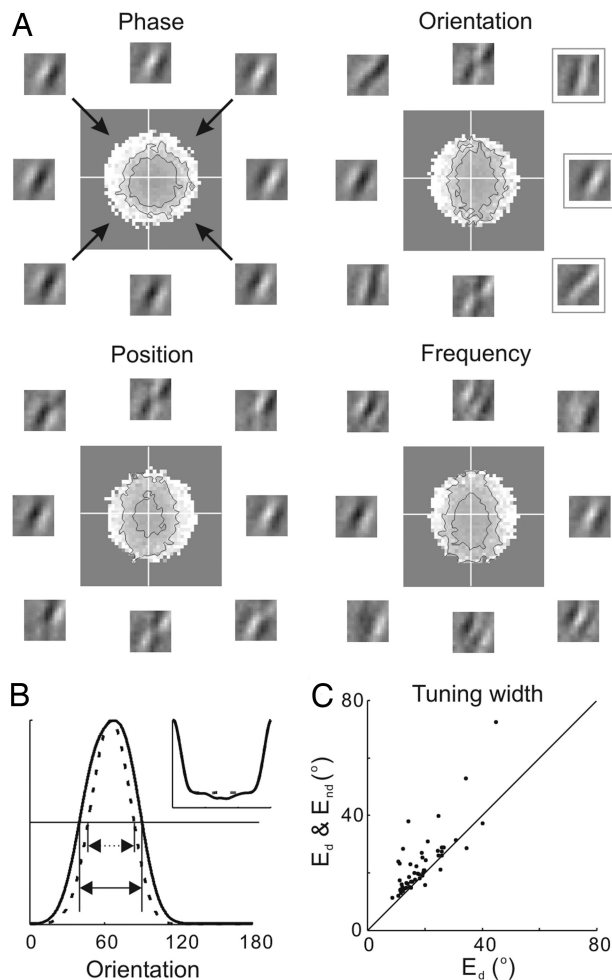 A
Phase
Orientation
Position
Frequency
B
0 60 120 180
Orientation
C
Tuning width
80
40
0
0 40 80
E_d & E_nd (°)
E_d (°)